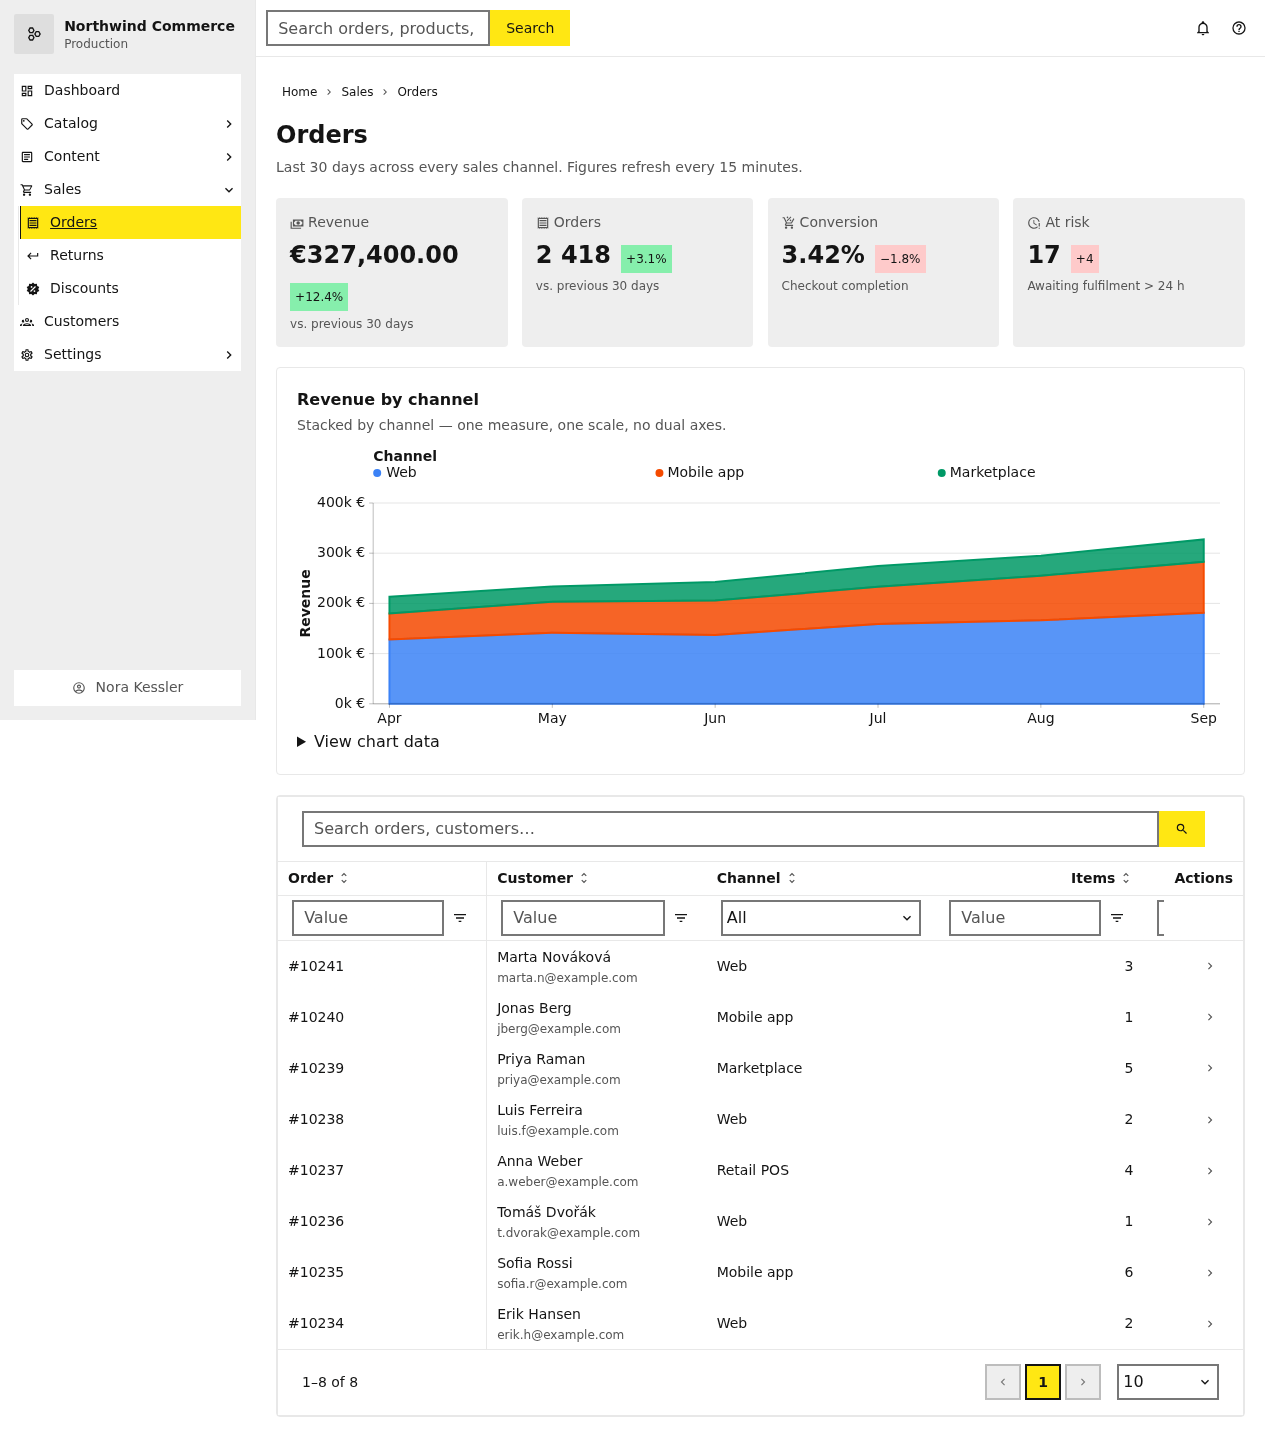 Northwind Commerce
Production
Search orders, products,
Search
Dashboard
Catalog
Content
Sales
Orders
Returns
Discounts
Customers
Settings
Nora Kessler
Home › Sales › Orders
Orders
Last 30 days across every sales channel. Figures refresh every 15 minutes.
Revenue
€327,400.00
+12.4%
vs. previous 30 days
Orders
2 418 +3.1%
vs. previous 30 days
Conversion
3.42% −1.8%
Checkout completion
At risk
17 +4
Awaiting fulfilment > 24 h
Revenue by channel
Stacked by channel — one measure, one scale, no dual axes.
Channel
Web Mobile app Marketplace
Revenue
400k €
300k €
200k €
100k €
0k €
Apr May Jun Jul Aug Sep
View chart data
Search orders, customers…
Order Customer Channel Items Actions
Value Value All Value
#10241 Marta Nováková Web 3
marta.n@example.com
#10240 Jonas Berg Mobile app 1
jberg@example.com
#10239 Priya Raman Marketplace 5
priya@example.com
#10238 Luis Ferreira Web 2
luis.f@example.com
#10237 Anna Weber Retail POS 4
a.weber@example.com
#10236 Tomáš Dvořák Web 1
t.dvorak@example.com
#10235 Sofia Rossi Mobile app 6
sofia.r@example.com
#10234 Erik Hansen Web 2
erik.h@example.com
1–8 of 8
1
10